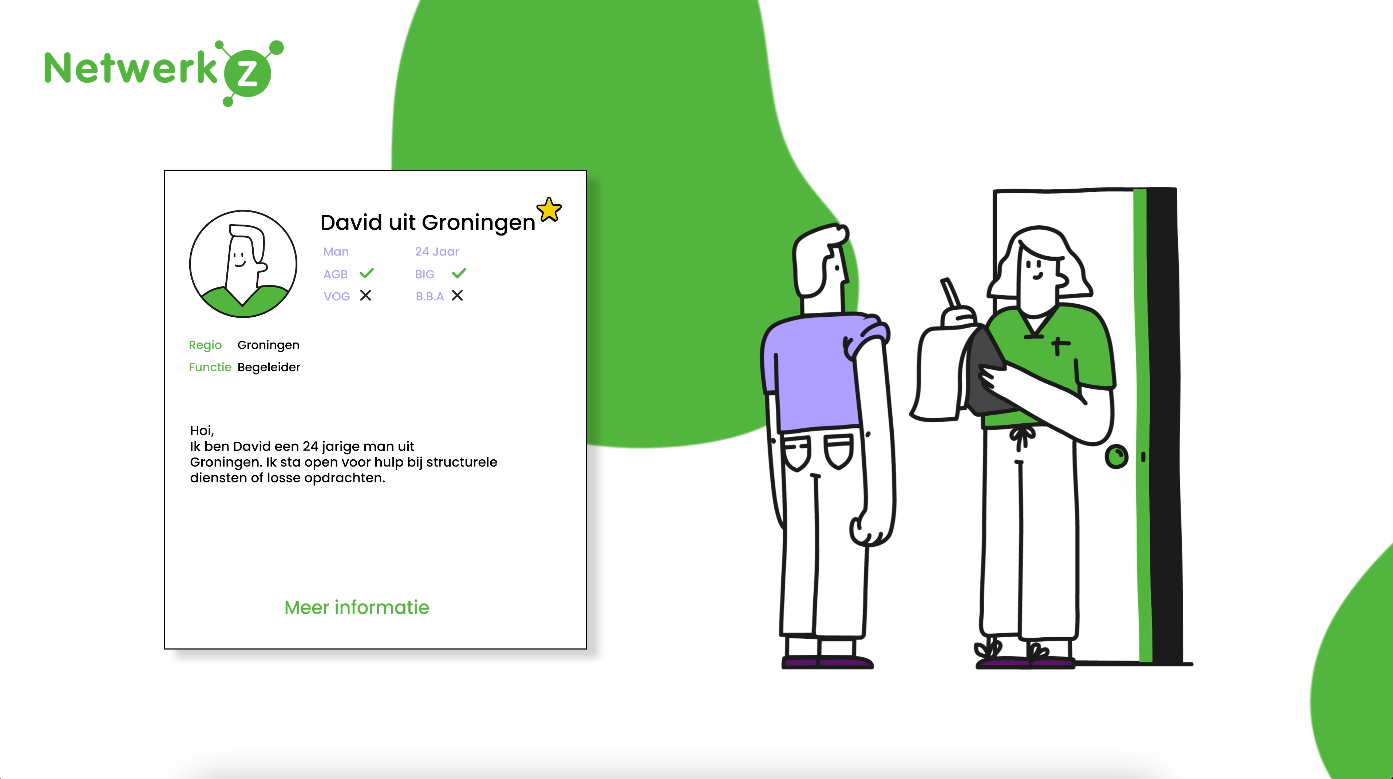 Netwerk Z
David uit Groningen
Man 24 Jaar
AGB BIG
VOG B.B.A
Regio Groningen
Functie Begeleider
Hoi,
Ik ben David een 24 jarige man uit
Groningen. Ik sta open voor hulp bij structurele
diensten of losse opdrachten.
Meer informatie